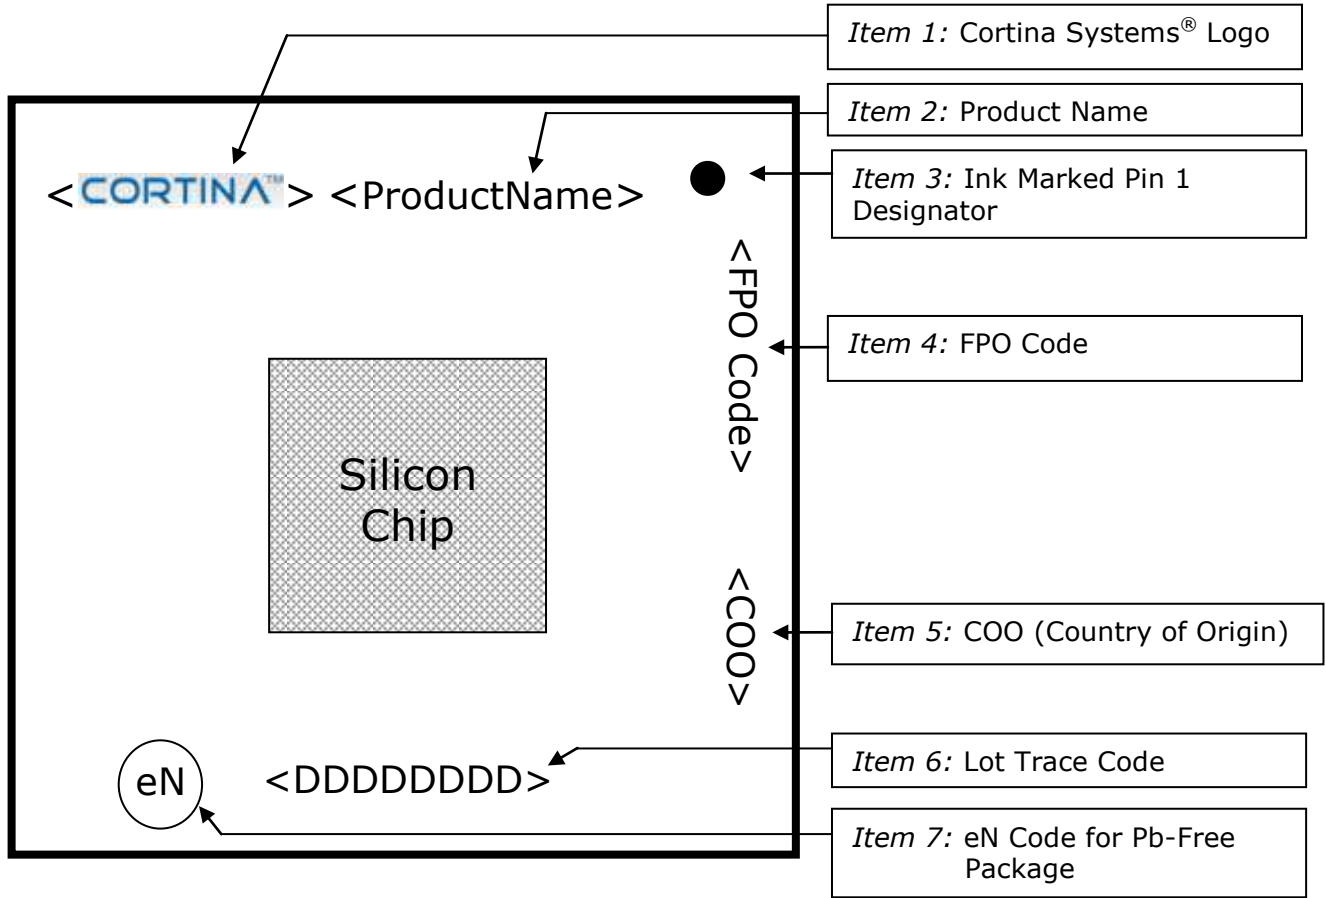 Item 1: Cortina Systems® Logo
Item 2: Product Name
<CORTINA™> <ProductName>
Item 3: Ink Marked Pin 1
Designator
<FPO Code>
Item 4: FPO Code
Silicon
Chip
<COO>
Item 5: COO (Country of Origin)
eN
<DDDDDDDD>
Item 6: Lot Trace Code
Item 7: eN Code for Pb-Free
Package